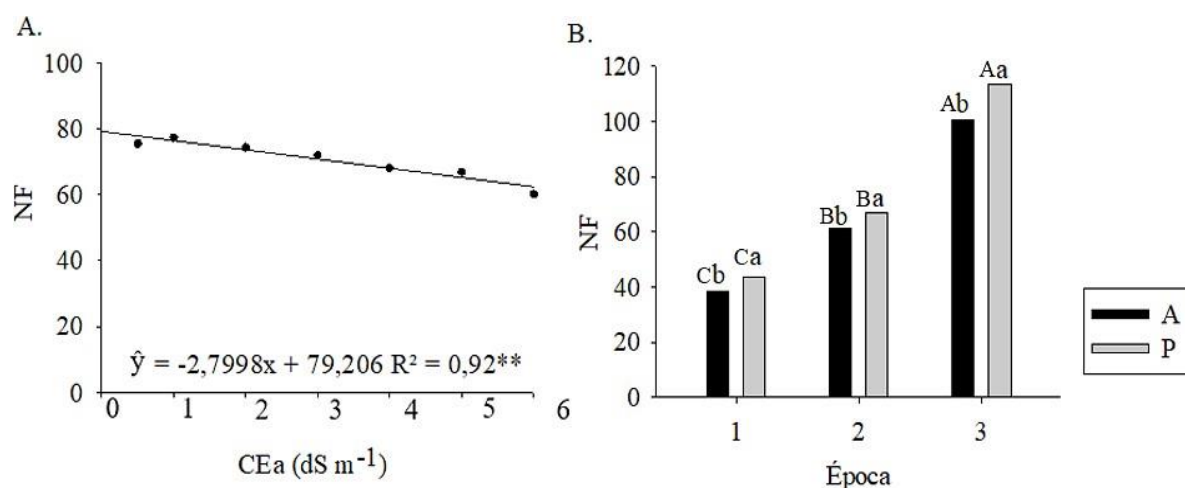 A.
100
80
60
40
20
0
NF
ŷ = -2,7998x + 79,206 R² = 0,92**
0 1 2 3 4 5 6
CEa (dS m⁻¹)
B.
120
100
80
60
40
20
0
NF
Cb Ca Bb Ba Ab Aa
1 2 3
Época
A
P